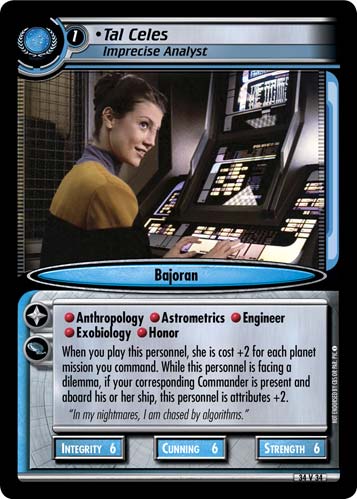 1
•Tal Celes
Imprecise Analyst
Bajoran
•Anthropology •Astrometrics •Engineer
•Exobiology •Honor
When you play this personnel, she is cost +2 for each planet
mission you command. While this personnel is facing a
dilemma, if your corresponding Commander is present and
aboard his or her ship, this personnel is attributes +2.
"In my nightmares, I am chased by algorithms."
INTEGRITY 6 CUNNING 6 STRENGTH 6
34 V 34